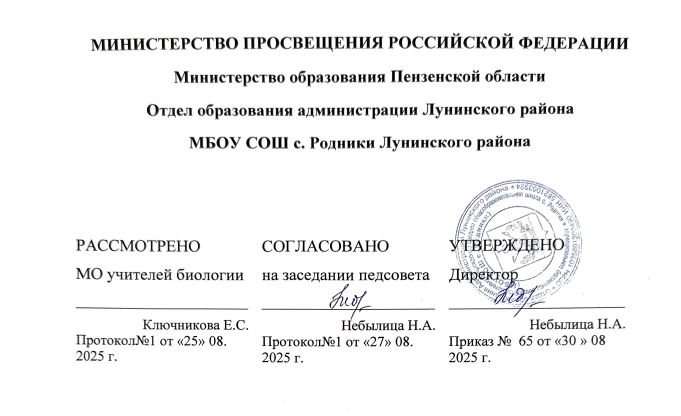 МИНИСТЕРСТВО ПРОСВЕЩЕНИЯ РОССИЙСКОЙ ФЕДЕРАЦИИ
Министерство образования Пензенской области
Отдел образования администрации Лунинского района
МБОУ СОШ с. Родники Лунинского района
РАССМОТРЕНО
МО учителей биологии
Ключникова Е.С.
Протокол№1 от «25» 08.
2025 г.
СОГЛАСОВАНО
на заседании педсовета
Небылица Н.А.
Протокол№1 от «27» 08.
2025 г.
УТВЕРЖДЕНО
Директор
Небылица Н.А.
Приказ № 65 от «30 » 08
2025 г.